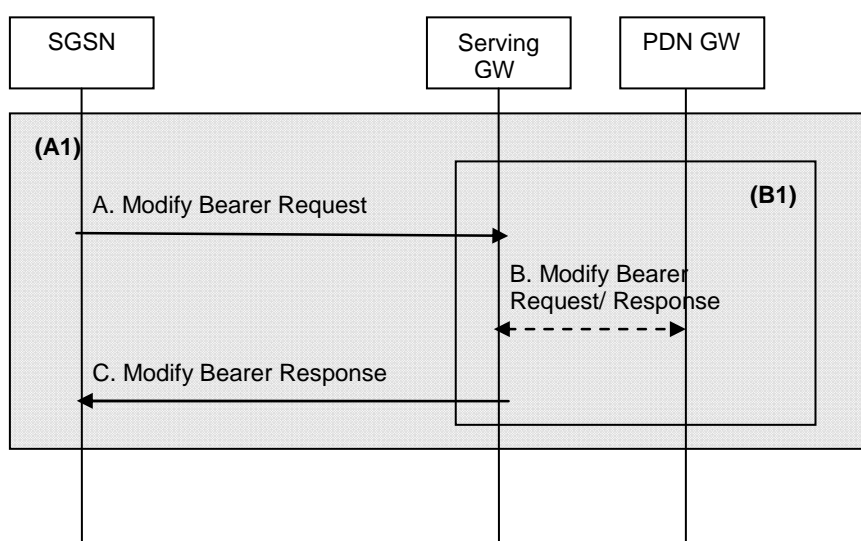 SGSN
Serving
GW
PDN GW
(A1)
(B1)
A. Modify Bearer Request
B. Modify Bearer
Request/ Response
C. Modify Bearer Response